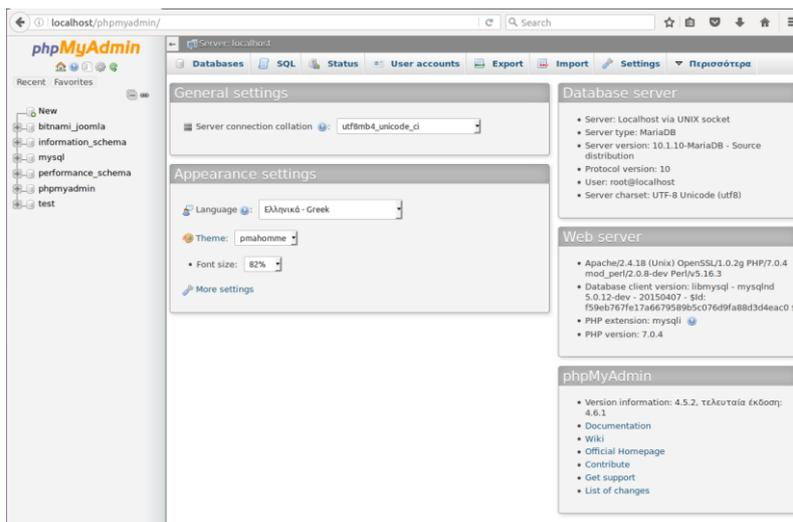 localhost/phpmyadmin/
Search
phpMyAdmin
Recent Favorites
New
bitnami_joomla
information_schema
mysql
performance_schema
phpmyadmin
test
Server: localhost
Databases SQL Status User accounts Export Import Settings Περισσότερα
General settings
Server connection collation : utf8mb4_unicode_ci
Appearance settings
Language : Ελληνικά - Greek
Theme: pmahomme
Font size: 82%
More settings
Database server
Server: Localhost via UNIX socket
Server type: MariaDB
Server version: 10.1.10-MariaDB - Source
distribution
Protocol version: 10
User: root@localhost
Server charset: UTF-8 Unicode (utf8)
Web server
Apache/2.4.18 (Unix) OpenSSL/1.0.2g PHP/7.0.4
mod_perl/2.0.8-dev Perl/v5.16.3
Database client version: libmysql - mysqlnd
5.0.12-dev - 20150407 - $Id:
f59eb767fe17a6679589b5c076d9fa88d3d4eac0 $
PHP extension: mysqli
PHP version: 7.0.4
phpMyAdmin
Version information: 4.5.2, τελευταία έκδοση:
4.6.1
Documentation
Wiki
Official Homepage
Contribute
Get support
List of changes